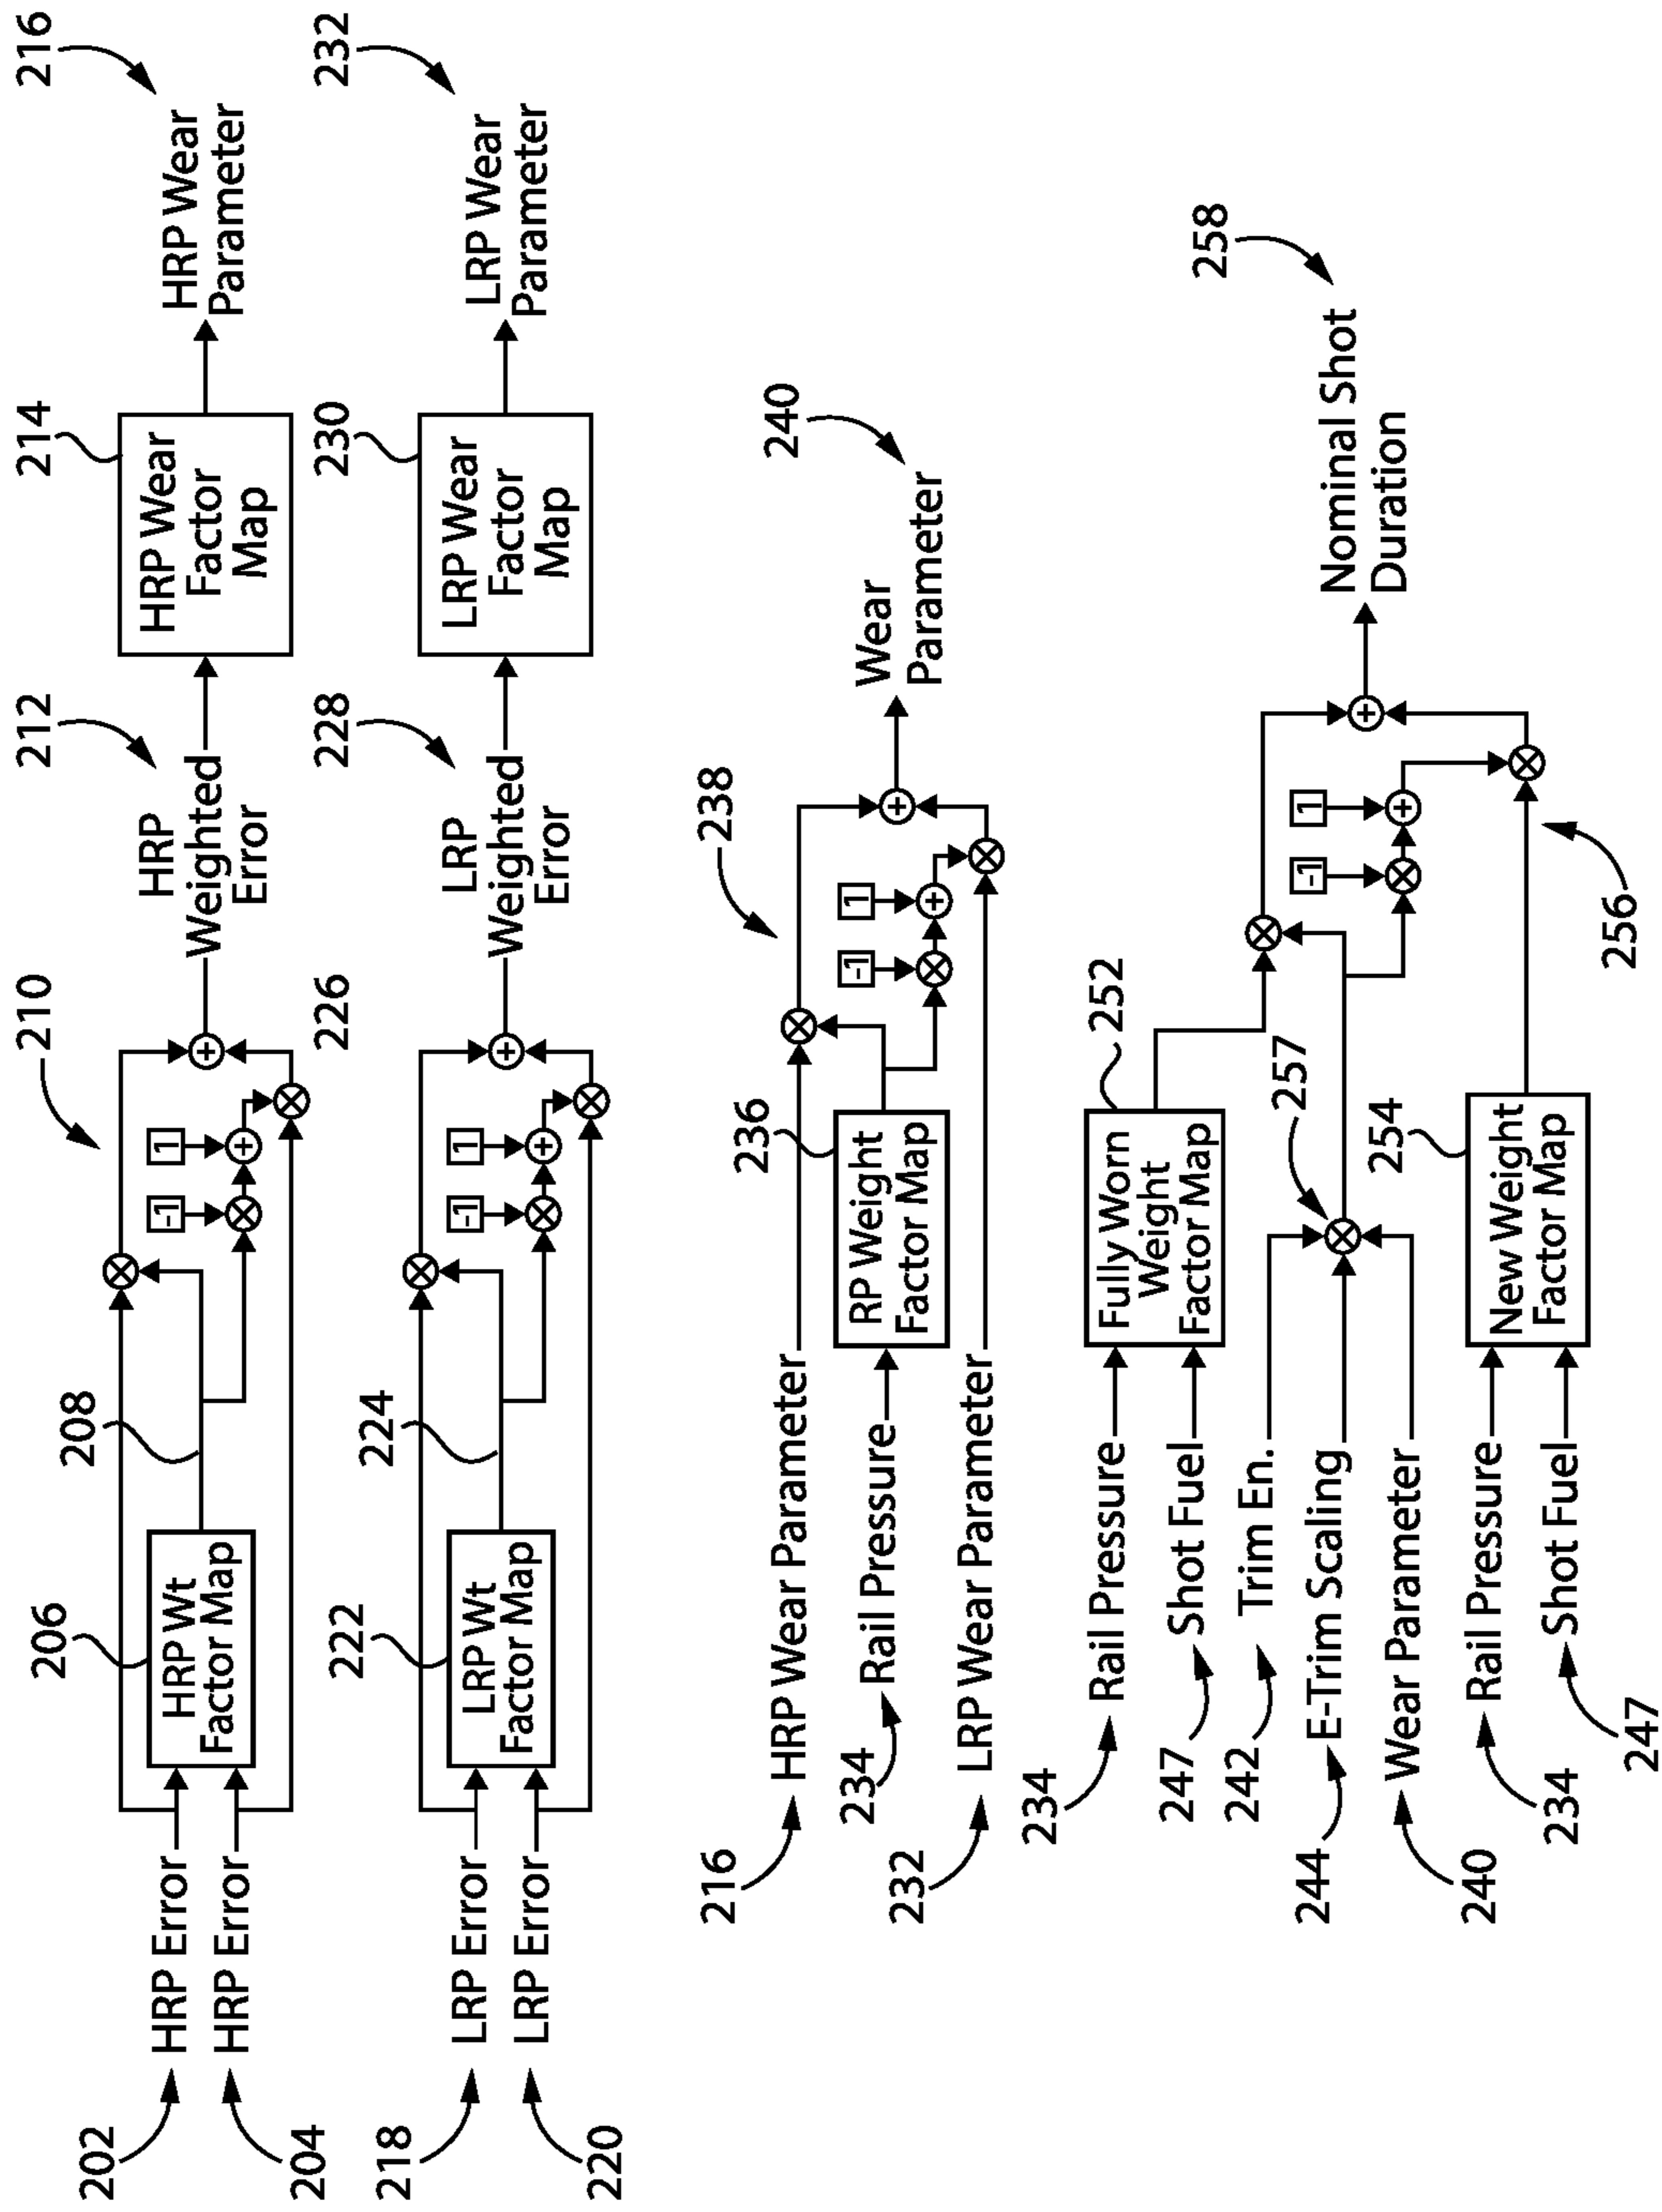 202
HRP Error
204
HRP Error
206
HRP Wt
Factor Map
208
-1
1
210
HRP
Weighted
Error
212
214
HRP Wear
Factor
Map
HRP Wear
Parameter
216
218
LRP Error
220
LRP Error
222
LRP Wt
Factor Map
224
-1
1
226
LRP
Weighted
Error
228
230
LRP Wear
Factor
Map
LRP Wear
Parameter
232
216
HRP Wear Parameter
234
Rail Pressure
232
LRP Wear Parameter
236
RP Weight
Factor Map
-1
1
238
Wear
Parameter
240
234
Rail Pressure
247
Shot Fuel
252
Fully Worn
Weight
Factor Map
242
Trim En.
244
E-Trim Scaling
240
Wear Parameter
257
234
Rail Pressure
247
Shot Fuel
254
New Weight
Factor Map
-1
1
256
Nominal Shot
Duration
258